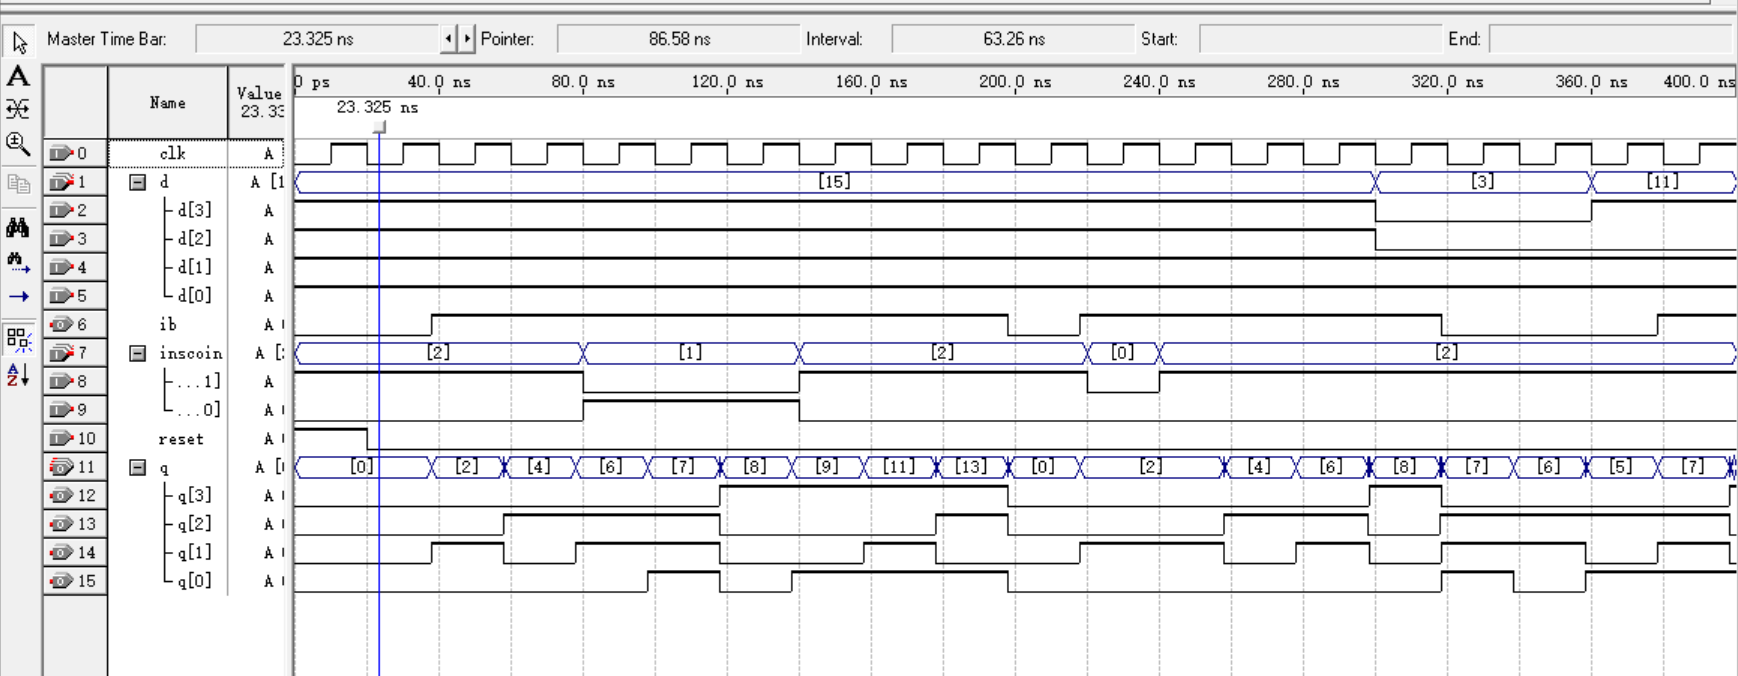 Master Time Bar: 23.325 ns Pointer: 86.58 ns Interval: 63.26 ns Start: End:
Name Value 23.33 0 ps 40.0 ns 80.0 ns 120.0 ns 160.0 ns 200.0 ns 240.0 ns 280.0 ns 320.0 ns 360.0 ns 400.0 ns
23.325 ns
0 clk A
1 d A [1 [15] [3] [11]
2 d[3] A
3 d[2] A
4 d[1] A
5 d[0] A
6 ib A
7 inscoin A [ [2] [1] [2] [0] [2]
8 ...1] A
9 ...0] A
10 reset A
11 q A [ [0] [2] [4] [6] [7] [8] [9] [11] [13] [0] [2] [4] [6] [8] [7] [6] [5] [7]
12 q[3] A
13 q[2] A
14 q[1] A
15 q[0] A